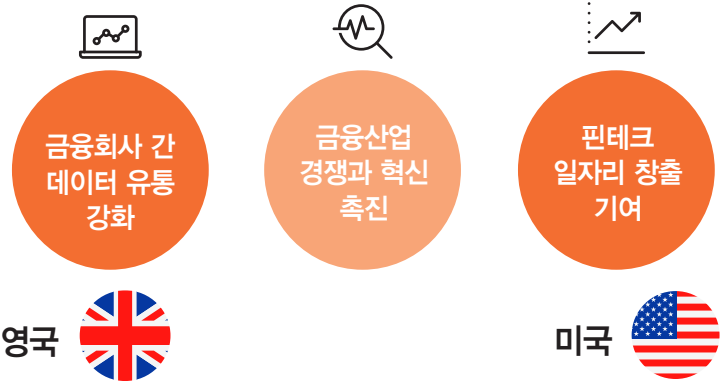 금융회사 간
데이터 유통
강화
금융산업
경쟁과 혁신
촉진
핀테크
일자리 창출
기여
영국
미국